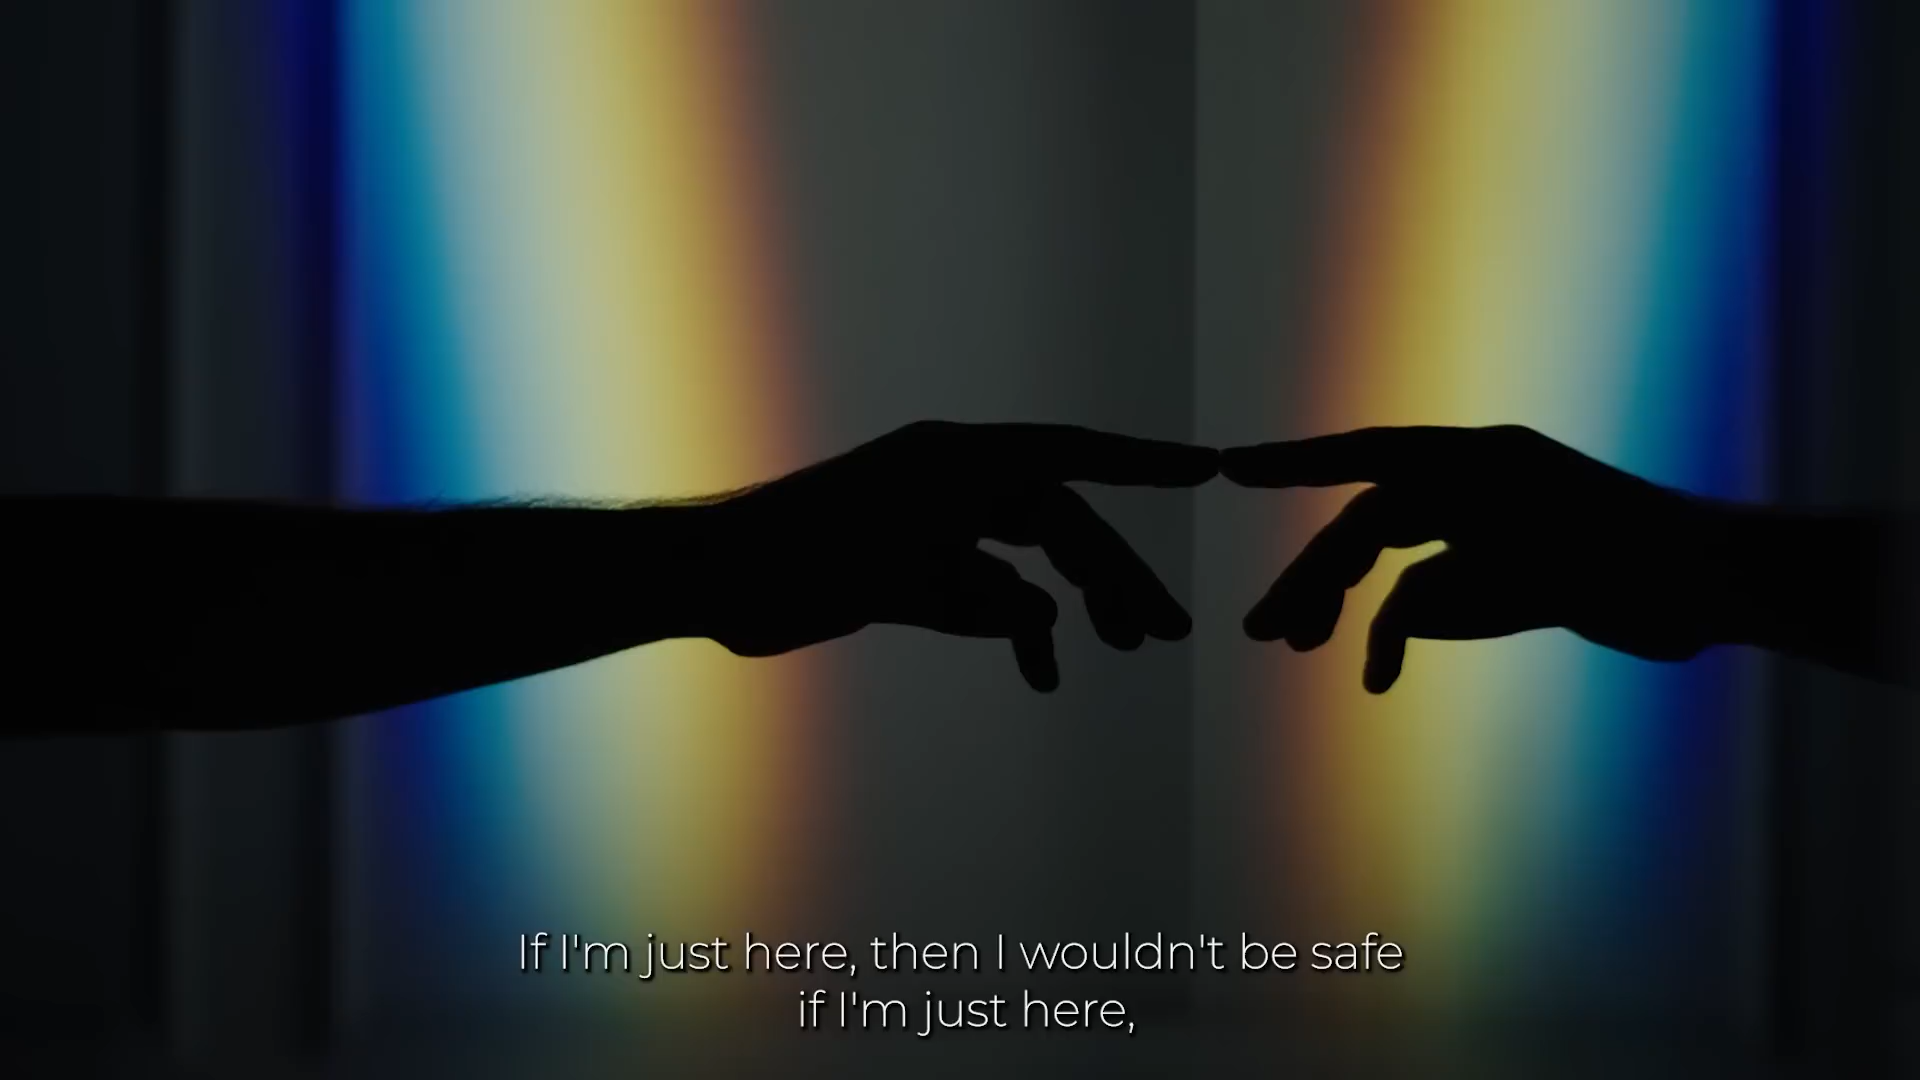 If I'm just here, then I wouldn't be safe
if I'm just here,